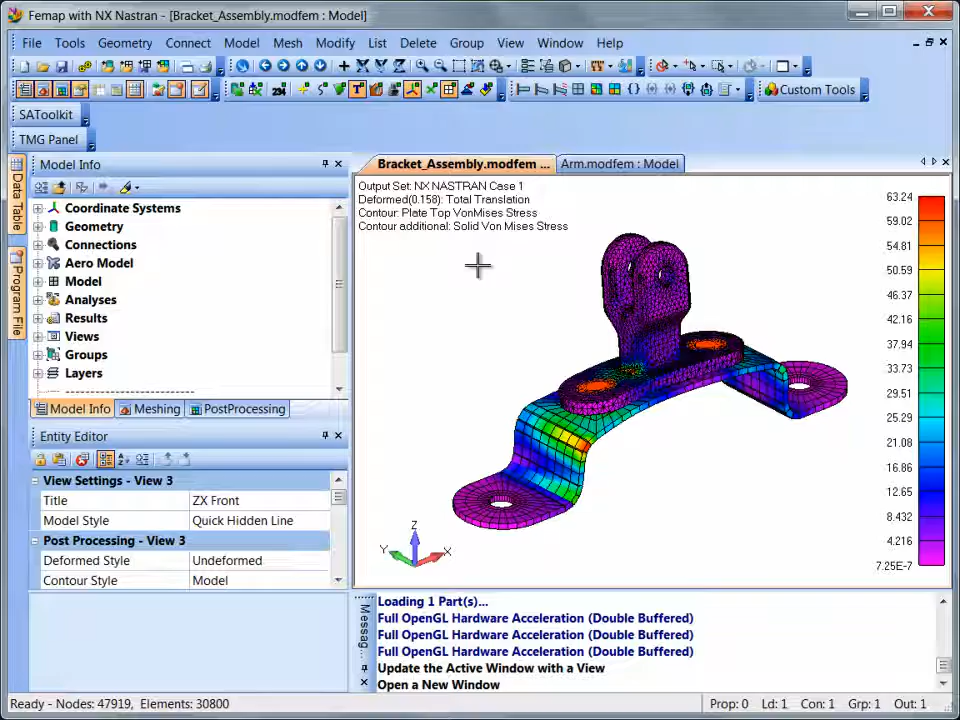 Femap with NX Nastran - [Bracket_Assembly.modfem : Model]
File Tools Geometry Connect Model Mesh Modify List Delete Group View Window Help
Custom Tools
SAToolkit
TMG Panel
Data Table
Program File
Model Info
Coordinate Systems
Geometry
Connections
Aero Model
Model
Analyses
Results
Views
Groups
Layers
Model Info Meshing PostProcessing
Entity Editor
View Settings - View 3
Title ZX Front
Model Style Quick Hidden Line
Post Processing - View 3
Deformed Style Undeformed
Contour Style Model
Bracket_Assembly.modfem ... Arm.modfem : Model
Output Set: NX NASTRAN Case 1
Deformed(0.158): Total Translation
Contour: Plate Top VonMises Stress
Contour additional: Solid Von Mises Stress
63.24
59.02
54.81
50.59
46.37
42.16
37.94
33.73
29.51
25.29
21.08
16.86
12.65
8.432
4.216
7.25E-7
Z
Y X
Messag...
Loading 1 Part(s)...
Full OpenGL Hardware Acceleration (Double Buffered)
Full OpenGL Hardware Acceleration (Double Buffered)
Full OpenGL Hardware Acceleration (Double Buffered)
Update the Active Window with a View
Open a New Window
Ready - Nodes: 47919, Elements: 30800 Prop: 0 Ld: 1 Con: 1 Grp: 1 Out: 1